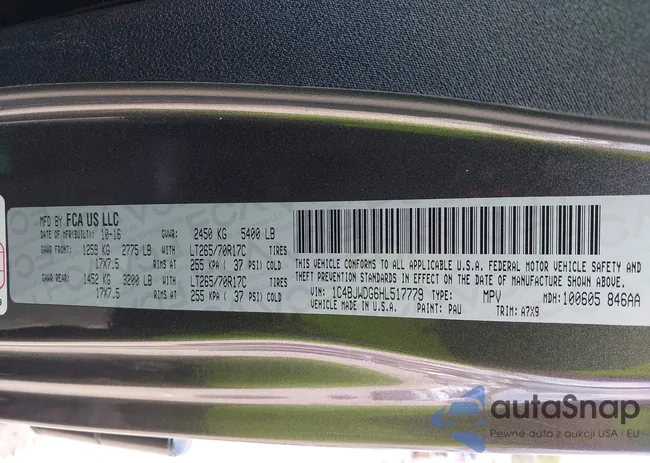 MFD BY FCA US LLC
DATE OF MFR(BUILT): 10-16 GVWR: 2450 KG 5400 LB
GAWR FRONT: 1259 KG 2775 LB WITH LT265/70R17C TIRES
17X7.5 RIMS AT 255 KPA ( 37 PSI) COLD
GAWR REAR: 1452 KG 3200 LB WITH LT265/70R17C TIRES
17X7.5 RIMS AT 255 KPA ( 37 PSI) COLD
THIS VEHICLE CONFORMS TO ALL APPLICABLE U.S.A. FEDERAL MOTOR VEHICLE SAFETY AND
THEFT PREVENTION STANDARDS IN EFFECT ON THE DATE OF MANUFACTURE SHOWN ABOVE.
VIN: 1C4BJWDG6HL517779 TYPE: MPV MDH: 100605 846AA
VEHICLE MADE IN U.S.A. PAINT: PAU TRIM: A7X9
autaSnap
Pewne auta z aukcji USA i EU